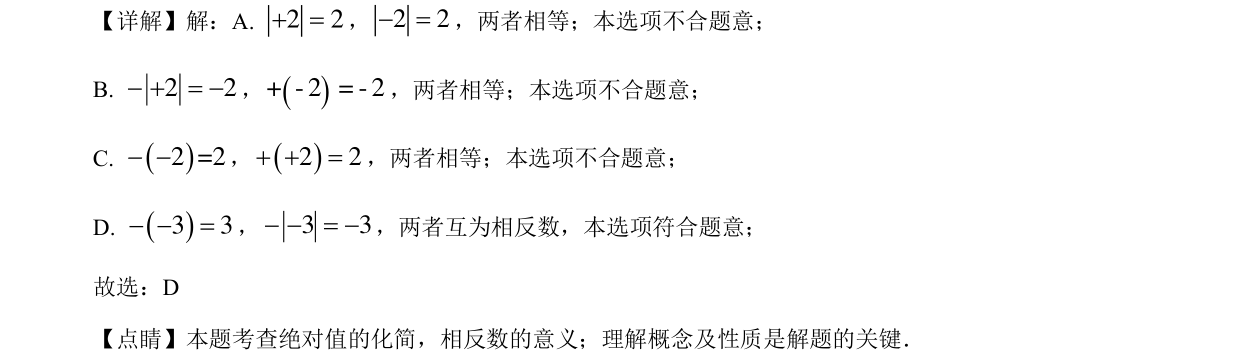 【详解】解：A. |+2| = 2，|−2| = 2，两者相等；本选项不合题意；
B. −|+2| = −2，+(-2) = -2，两者相等；本选项不合题意；
C. −(−2)=2，+(+2) = 2，两者相等；本选项不合题意；
D. −(−3) = 3，−|−3| = −3，两者互为相反数，本选项符合题意；
故选：D
【点睛】本题考查绝对值的化简，相反数的意义；理解概念及性质是解题的关键．